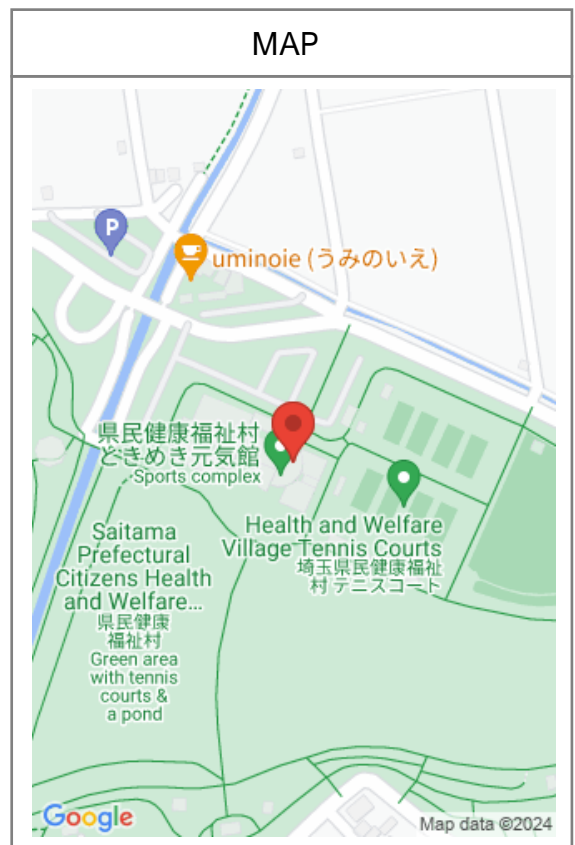 MAP
P
uminoie (うみのいえ)
県民健康福祉村
ときめき元気館
Sports complex
Health and Welfare
Village Tennis Courts
埼玉県民健康福祉
村 テニスコート
Saitama
Prefectural
Citizens Health
and Welfare...
県民健康
福祉村
Green area
with tennis
courts &
a pond
Google
Map data ©2024